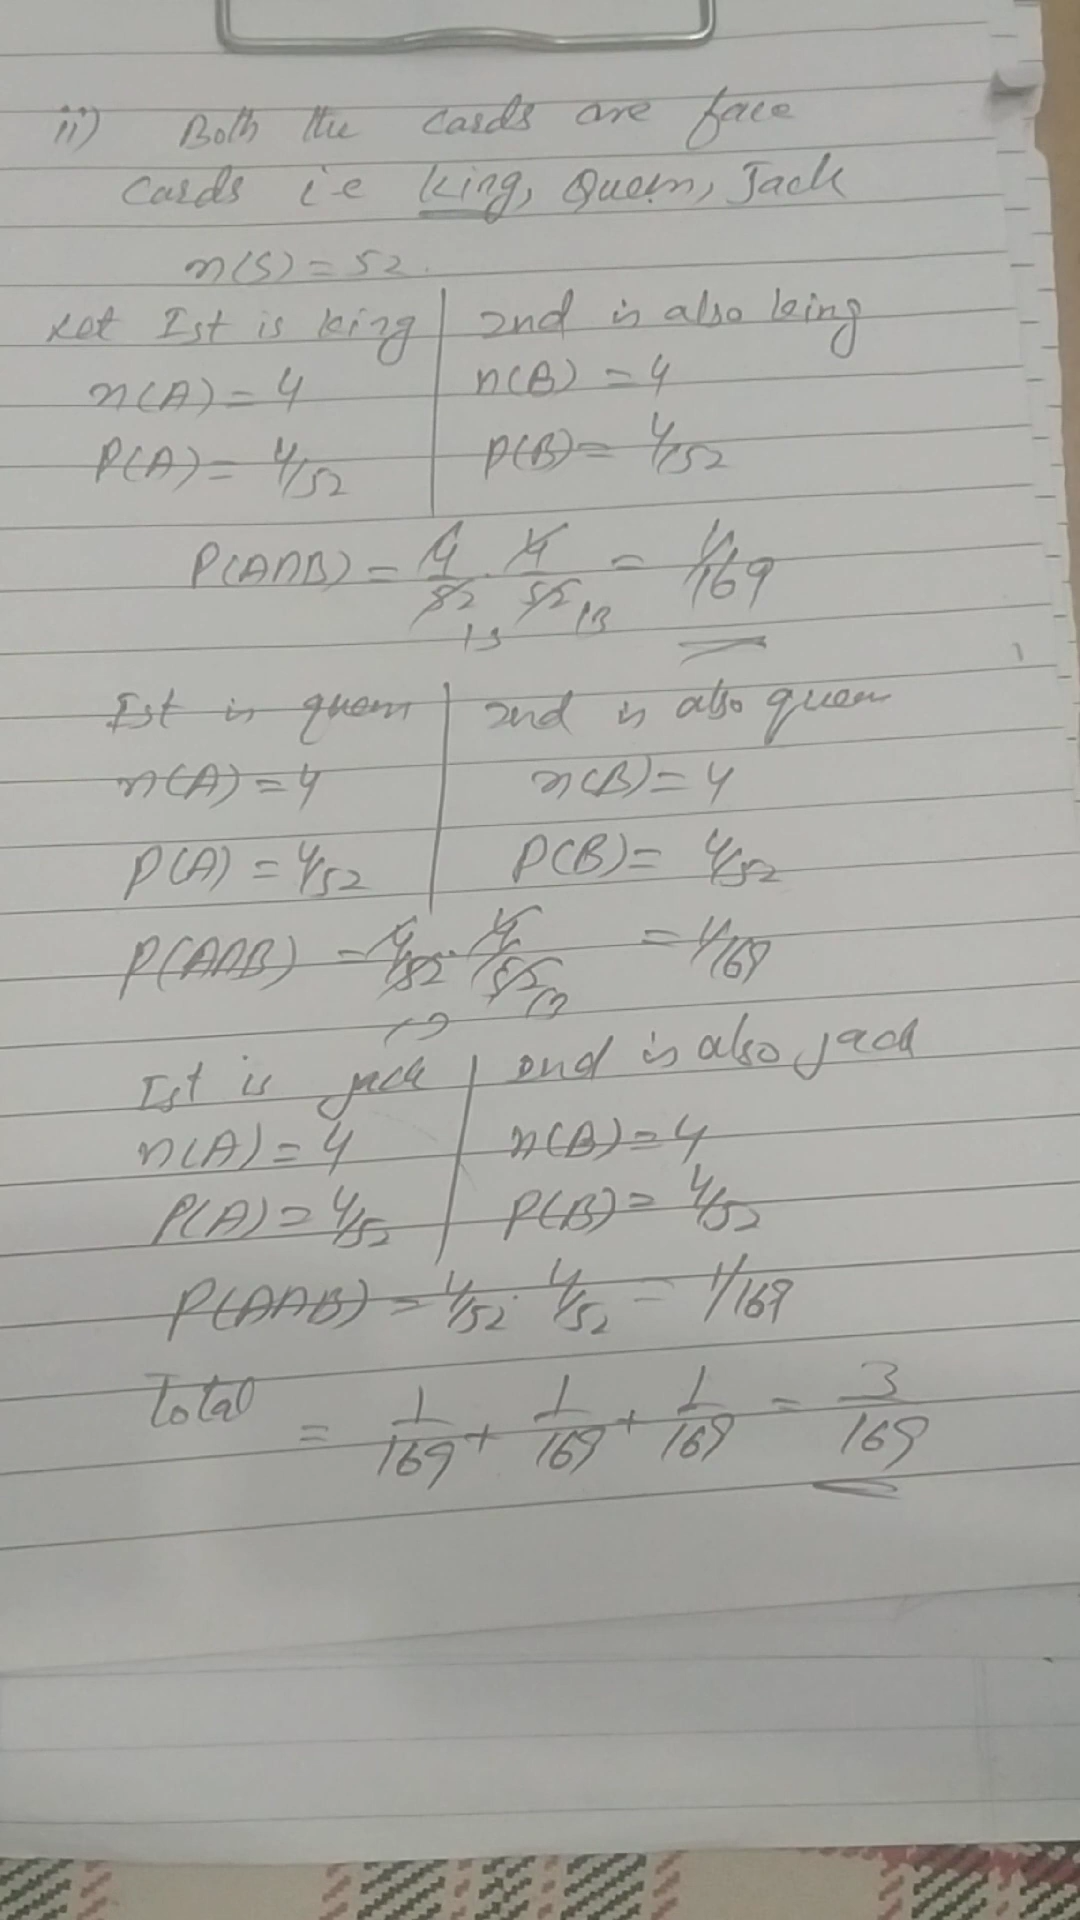 ii) Both the cards are face
cards i.e king, Queen, Jack
n(S) = 52.
Let Ist is king | 2nd is also king
n(A) = 4 | n(B) = 4
P(A) = 4/52 | P(B) = 4/52
P(A∩B) = 4/52 . 4/52 = 1/169
13 13
Ist is queen | 2nd is also queen
n(A) = 4 | n(B) = 4
P(A) = 4/52 | P(B) = 4/52
P(A∩B) = 4/52 . 4/52 = 1/169
13 13
Ist is jack | 2nd is also jack
n(A) = 4 | n(B) = 4
P(A) = 4/52 | P(B) = 4/52
P(A∩B) = 4/52 . 4/52 = 1/169
Total = 1/169 + 1/169 + 1/169 = 3/169